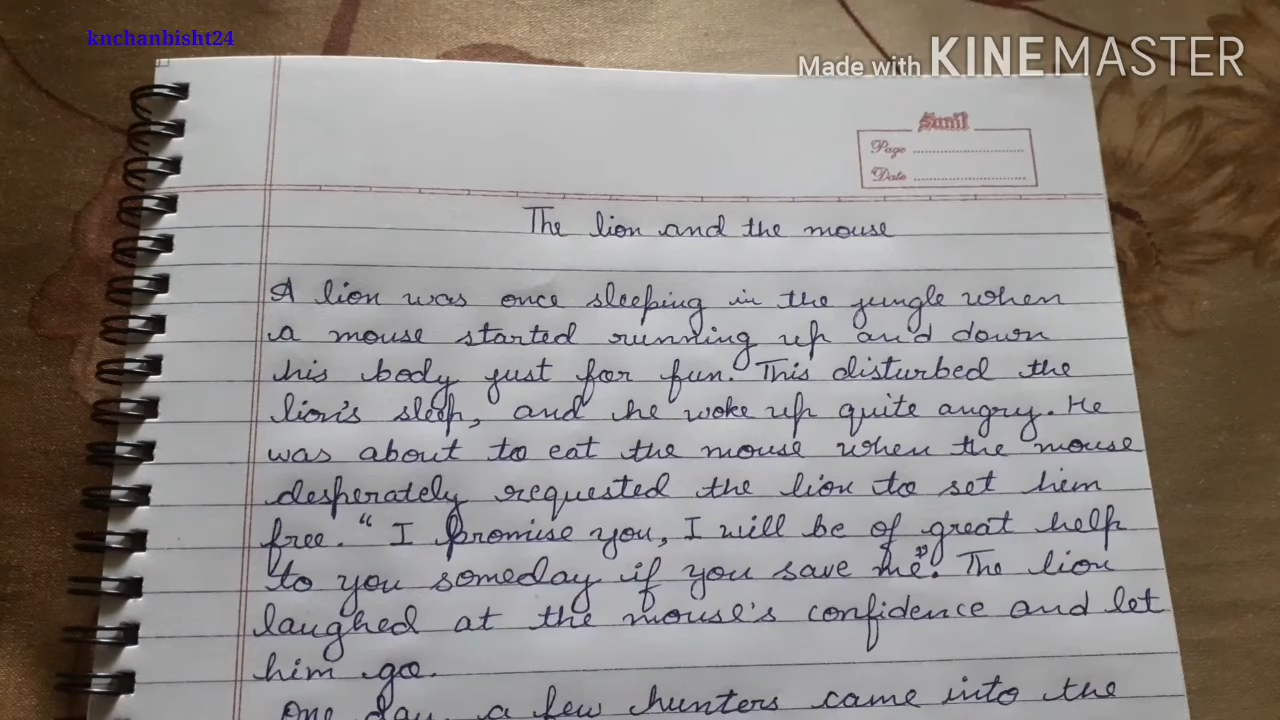 knchanbisht24
Made with KINEMASTER
Sunil
Page
Date
The lion and the mouse
A lion was once sleeping in the jungle when
a mouse started running up and down
his body just for fun. This disturbed the
lion's sleep, and he woke up quite angry. He
was about to eat the mouse when the mouse
desperately requested the lion to set him
free. “ I promise you, I will be of great help
to you someday if you save me”. The lion
laughed at the mouse's confidence and let
him go.
One day, a few hunters came into the